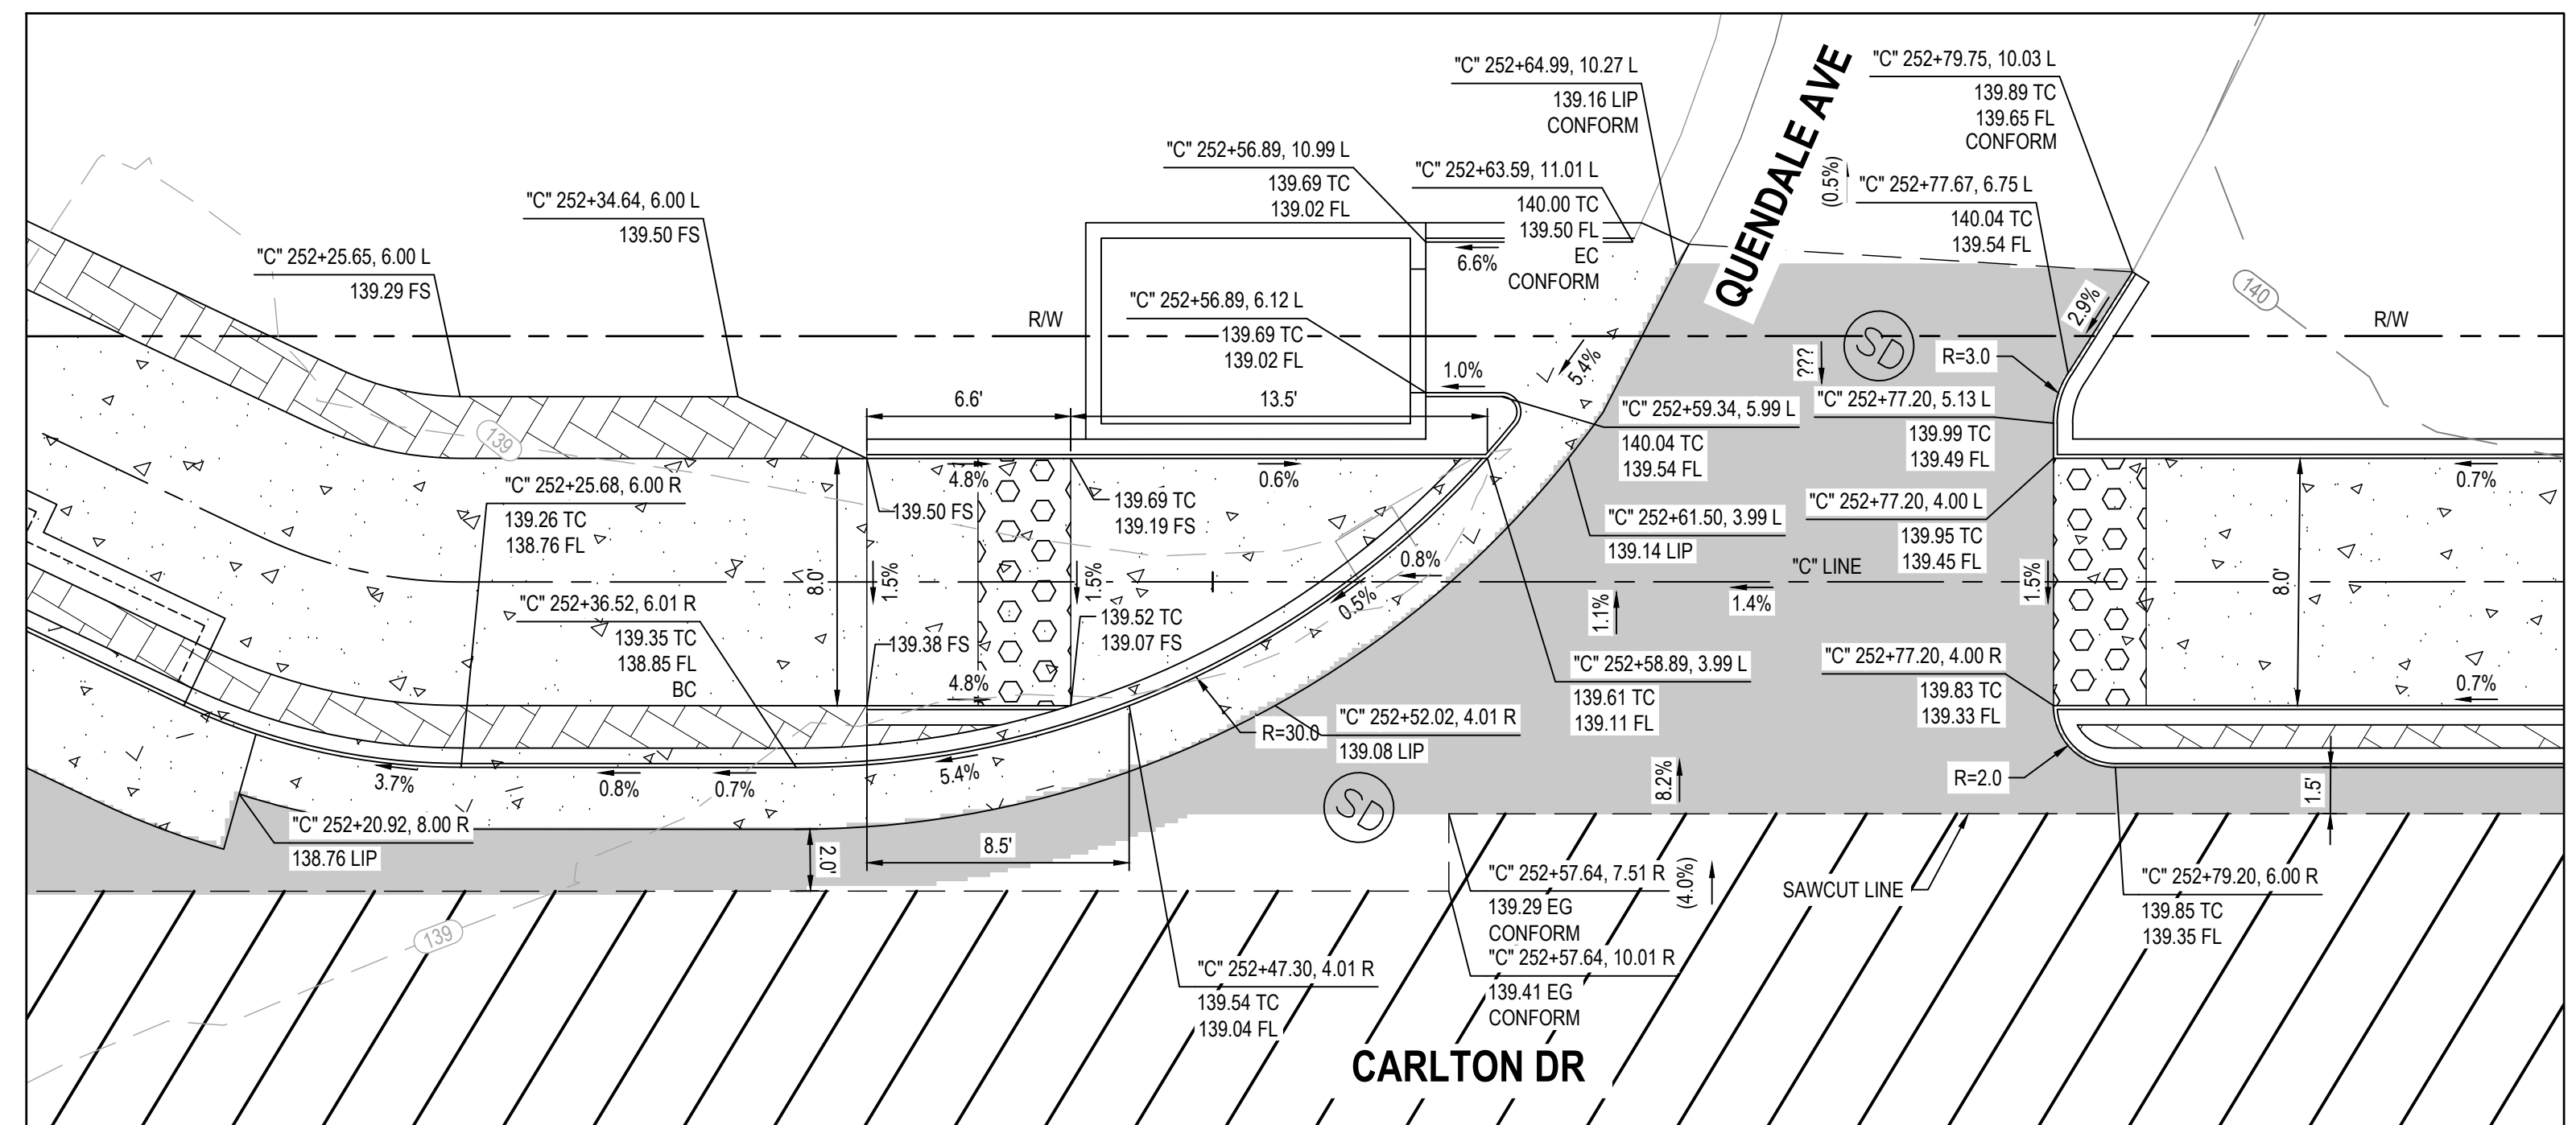 "C" 252+64.99, 10.27 L
139.16 LIP
CONFORM
QUENDALE AVE
"C" 252+79.75, 10.03 L
139.89 TC
139.65 FL
CONFORM
"C" 252+56.89, 10.99 L
139.69 TC
139.02 FL
"C" 252+63.59, 11.01 L
140.00 TC
139.50 FL
EC
CONFORM
(0.5%)
"C" 252+77.67, 6.75 L
140.04 TC
139.54 FL
"C" 252+34.64, 6.00 L
139.50 FS
"C" 252+25.65, 6.00 L
139.29 FS
6.6%
2.9%
140
R/W
"C" 252+56.89, 6.12 L
139.69 TC
139.02 FL
R/W
SD
R=3.0
???
1.0%
5.4%
6.6'
13.5'
"C" 252+59.34, 5.99 L
140.04 TC
139.54 FL
"C" 252+77.20, 5.13 L
139.99 TC
139.49 FL
139
4.8%
0.6%
0.7%
"C" 252+25.68, 6.00 R
139.26 TC
138.76 FL
139.50 FS
139.69 TC
139.19 FS
"C" 252+61.50, 3.99 L
139.14 LIP
"C" 252+77.20, 4.00 L
139.95 TC
139.45 FL
8.0'
1.5%
1.5%
0.8%
"C" LINE
1.5%
8.0'
"C" 252+36.52, 6.01 R
139.35 TC
138.85 FL
BC
0.5%
1.1%
1.4%
139.38 FS
139.52 TC
139.07 FS
"C" 252+58.89, 3.99 L
139.61 TC
139.11 FL
"C" 252+77.20, 4.00 R
139.83 TC
139.33 FL
4.8%
0.7%
R=30.0
"C" 252+52.02, 4.01 R
139.08 LIP
3.7%
0.8%
0.7%
5.4%
8.2%
R=2.0
1.5'
SD
"C" 252+20.92, 8.00 R
138.76 LIP
2.0'
8.5'
"C" 252+57.64, 7.51 R
139.29 EG
CONFORM
(4.0%)
SAWCUT LINE
"C" 252+79.20, 6.00 R
139.85 TC
139.35 FL
139
"C" 252+57.64, 10.01 R
139.41 EG
CONFORM
"C" 252+47.30, 4.01 R
139.54 TC
139.04 FL
CARLTON DR